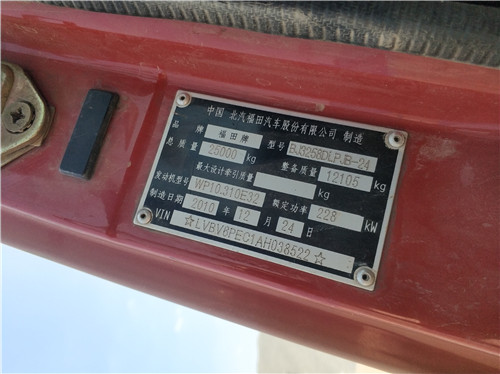 中国 北汽福田汽车股份有限公司 制造
品牌 福田牌 型号 BJ3258DLPJB-24
总质量 25000 kg 整备质量 12105 kg
最大设计牵引质量 kg
发动机型号 WP10.310E32 额定功率 228 kW
制造日期 2010 年 12 月 24 日
VIN ☆LVBV6PEC1AH038522☆